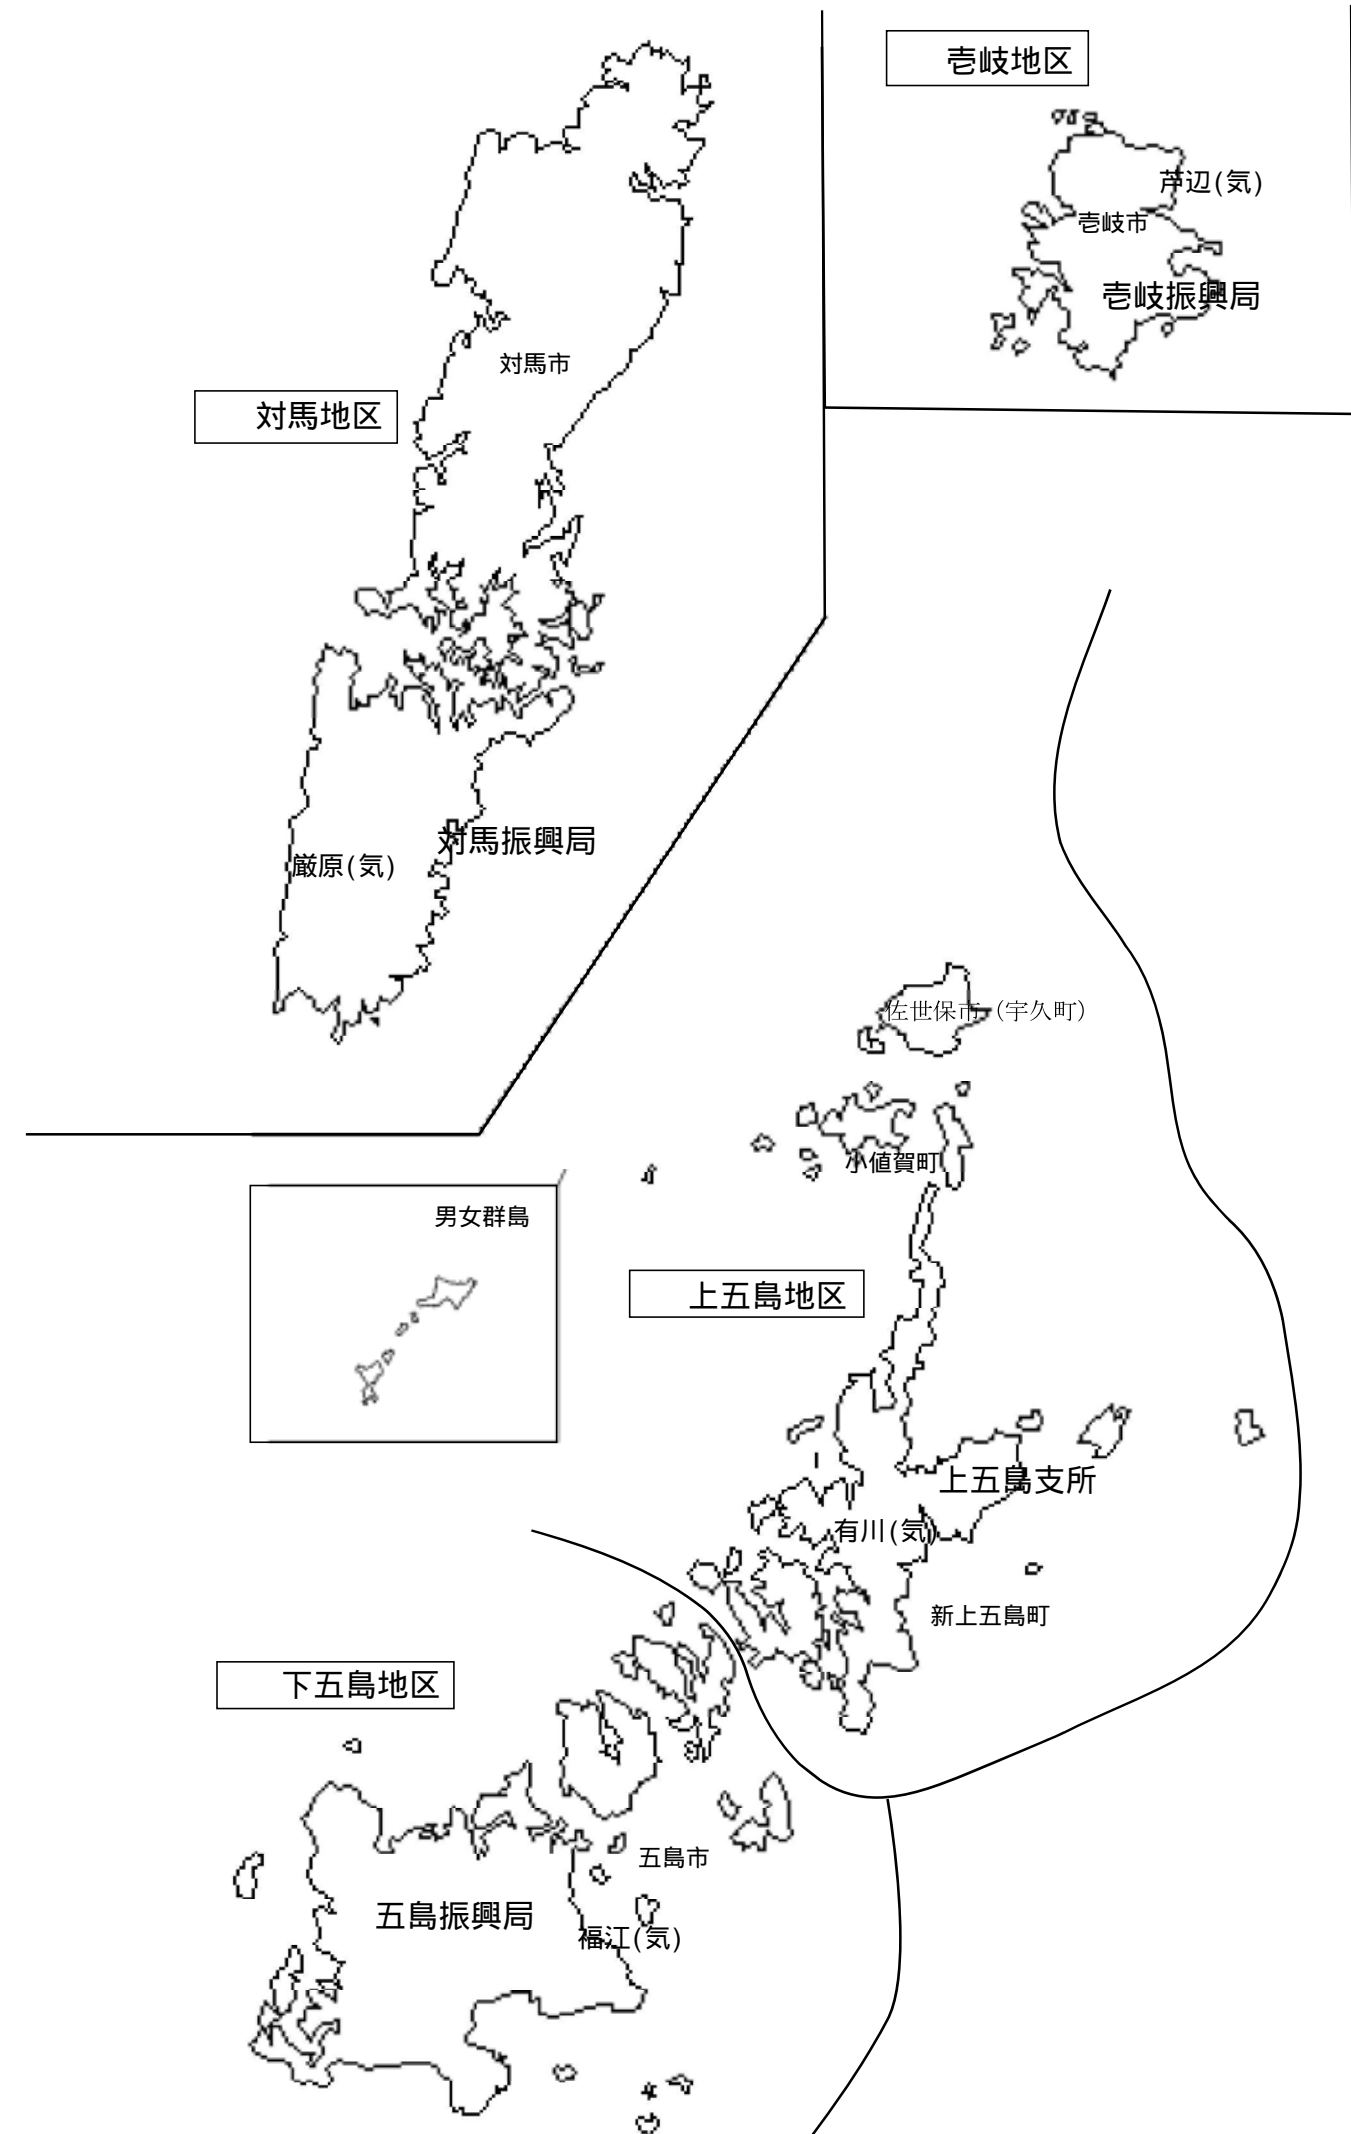 壱岐地区
芦辺(気)
壱岐市
壱岐振興局
対馬市
対馬地区
対馬振興局
厳原(気)
佐世保市（宇久町）
小値賀町
男女群島
上五島地区
上五島支所
有川(気)
新上五島町
下五島地区
五島市
五島振興局
福江(気)